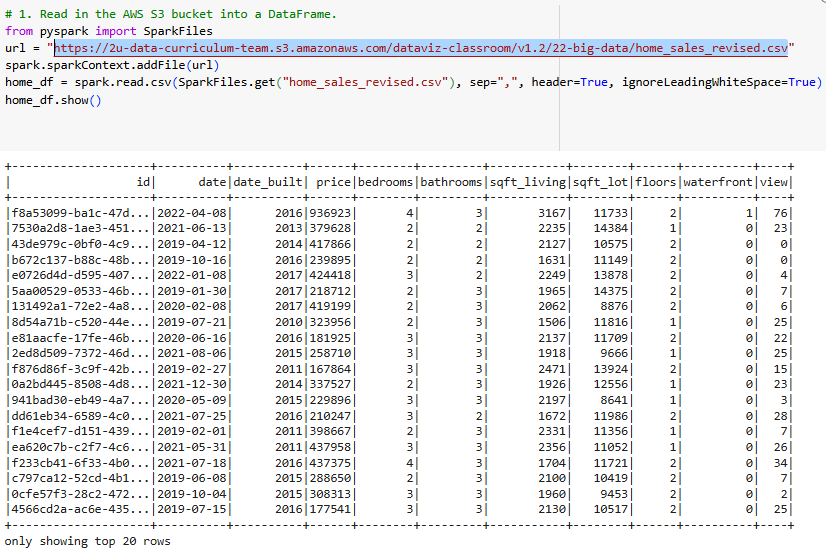 # 1. Read in the AWS S3 bucket into a DataFrame.
from pyspark import SparkFiles
url = "https://2u-data-curriculum-team.s3.amazonaws.com/dataviz-classroom/v1.2/22-big-data/home_sales_revised.csv"
spark.sparkContext.addFile(url)
home_df = spark.read.csv(SparkFiles.get("home_sales_revised.csv"), sep=",", header=True, ignoreLeadingWhiteSpace=True)
home_df.show()
+--------------------+----------+----------+------+--------+---------+-----------+--------+------+----------+----+
|                  id|      date|date_built| price|bedrooms|bathrooms|sqft_living|sqft_lot|floors|waterfront|view|
+--------------------+----------+----------+------+--------+---------+-----------+--------+------+----------+----+
|f8a53099-ba1c-47d...|2022-04-08|      2016|936923|       4|        3|       3167|   11733|     2|         1|  76|
|7530a2d8-1ae3-451...|2021-06-13|      2013|379628|       2|        2|       2235|   14384|     1|         0|  23|
|43de979c-0bf0-4c9...|2019-04-12|      2014|417866|       2|        2|       2127|   10575|     2|         0|   0|
|b672c137-b88c-48b...|2019-10-16|      2016|239895|       2|        2|       1631|   11149|     2|         0|   0|
|e0726d4d-d595-407...|2022-01-08|      2017|424418|       3|        2|       2249|   13878|     2|         0|   4|
|5aa00529-0533-46b...|2019-01-30|      2017|218712|       2|        3|       1965|   14375|     2|         0|   7|
|131492a1-72e2-4a8...|2020-02-08|      2017|419199|       2|        3|       2062|    8876|     2|         0|   6|
|8d54a71b-c520-44e...|2019-07-21|      2010|323956|       2|        3|       1506|   11816|     1|         0|  25|
|e81aacfe-17fe-46b...|2020-06-16|      2016|181925|       3|        3|       2137|   11709|     2|         0|  22|
|2ed8d509-7372-46d...|2021-08-06|      2015|258710|       3|        3|       1918|    9666|     1|         0|  25|
|f876d86f-3c9f-42b...|2019-02-27|      2011|167864|       3|        3|       2471|   13924|     2|         0|  15|
|0a2bd445-8508-4d8...|2021-12-30|      2014|337527|       2|        3|       1926|   12556|     1|         0|  23|
|941bad30-eb49-4a7...|2020-05-09|      2015|229896|       3|        3|       2197|    8641|     1|         0|   3|
|dd61eb34-6589-4c0...|2021-07-25|      2016|210247|       3|        2|       1672|   11986|     2|         0|  28|
|f1e4cef7-d151-439...|2019-02-01|      2011|398667|       2|        3|       2331|   11356|     1|         0|   7|
|ea620c7b-c2f7-4c6...|2021-05-31|      2011|437958|       3|        3|       2356|   11052|     1|         0|  26|
|f233cb41-6f33-4b0...|2021-07-18|      2016|437375|       4|        3|       1704|   11721|     2|         0|  34|
|c797ca12-52cd-4b1...|2019-06-08|      2015|288650|       2|        3|       2100|   10419|     2|         0|   7|
|0cfe57f3-28c2-472...|2019-10-04|      2015|308313|       3|        3|       1960|    9453|     2|         0|   2|
|4566cd2a-ac6e-435...|2019-07-15|      2016|177541|       3|        3|       2130|   10517|     2|         0|  25|
+--------------------+----------+----------+------+--------+---------+-----------+--------+------+----------+----+
only showing top 20 rows